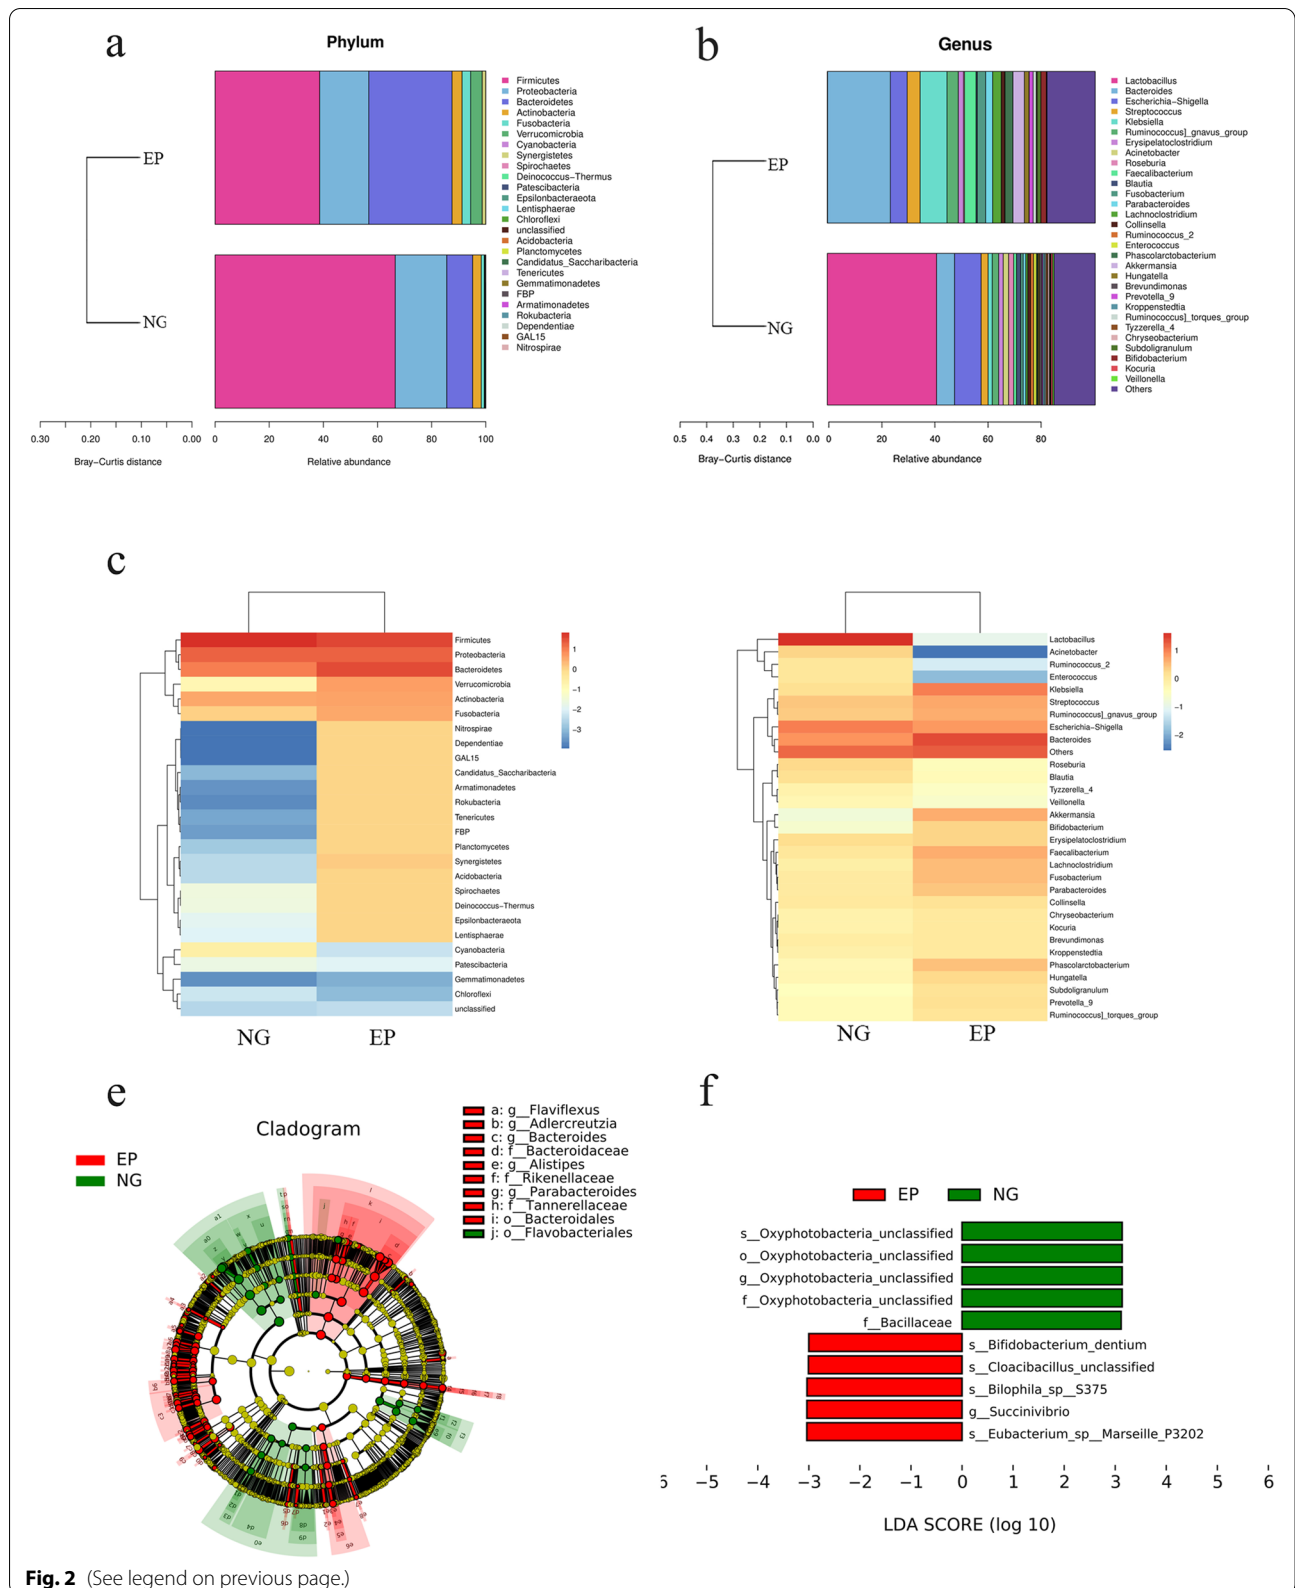 a
Phylum
EP
NG
Firmicutes
Proteobacteria
Bacteroidetes
Actinobacteria
Fusobacteria
Verrucomicrobia
Cyanobacteria
Synergistetes
Spirochaetes
Deinococcus−Thermus
Patescibacteria
Epsilonbacteraeota
Lentisphaerae
Chloroflexi
unclassified
Acidobacteria
Planctomycetes
Candidatus_Saccharibacteria
Tenericutes
Gemmatimonadetes
FBP
Armatimonadetes
Rokubacteria
Dependentiae
GAL15
Nitrospirae
0.30 0.20 0.10 0.00
Bray−Curtis distance
0 20 40 60 80 100
Relative abundance
b
Genus
EP
NG
Lactobacillus
Bacteroides
Escherichia−Shigella
Streptococcus
Klebsiella
Ruminococcus]_gnavus_group
Erysipelatoclostridium
Acinetobacter
Roseburia
Faecalibacterium
Blautia
Fusobacterium
Parabacteroides
Lachnoclostridium
Collinsella
Ruminococcus_2
Enterococcus
Phascolarctobacterium
Akkermansia
Hungatella
Brevundimonas
Prevotella_9
Kroppenstedtia
Ruminococcus]_torques_group
Tyzzerella_4
Chryseobacterium
Subdoligranulum
Bifidobacterium
Kocuria
Veillonella
Others
0.5 0.4 0.3 0.2 0.1 0.0
Bray−Curtis distance
0 20 40 60 80
Relative abundance
c
Firmicutes
Proteobacteria
Bacteroidetes
Verrucomicrobia
Actinobacteria
Fusobacteria
Nitrospirae
Dependentiae
GAL15
Candidatus_Saccharibacteria
Armatimonadetes
Rokubacteria
Tenericutes
FBP
Planctomycetes
Synergistetes
Acidobacteria
Spirochaetes
Deinococcus−Thermus
Epsilonbacteraeota
Lentisphaerae
Cyanobacteria
Patescibacteria
Gemmatimonadetes
Chloroflexi
unclassified
1
0
−1
−2
−3
NG EP
Lactobacillus
Acinetobacter
Ruminococcus_2
Enterococcus
Klebsiella
Streptococcus
Ruminococcus]_gnavus_group
Escherichia−Shigella
Bacteroides
Others
Roseburia
Blautia
Tyzzerella_4
Veillonella
Akkermansia
Bifidobacterium
Erysipelatoclostridium
Faecalibacterium
Lachnoclostridium
Fusobacterium
Parabacteroides
Collinsella
Chryseobacterium
Kocuria
Brevundimonas
Kroppenstedtia
Phascolarctobacterium
Hungatella
Subdoligranulum
Prevotella_9
Ruminococcus]_torques_group
1
0
−1
−2
NG EP
e
Cladogram
EP
NG
a: g__Flaviflexus
b: g__Adlercreutzia
c: g__Bacteroides
d: f__Bacteroidaceae
e: g__Alistipes
f: f__Rikenellaceae
g: g__Parabacteroides
h: f__Tannerellaceae
i: o__Bacteroidales
j: o__Flavobacteriales
f
EP NG
s__Oxyphotobacteria_unclassified
o__Oxyphotobacteria_unclassified
g__Oxyphotobacteria_unclassified
f__Oxyphotobacteria_unclassified
f__Bacillaceae
s__Bifidobacterium_dentium
s__Cloacibacillus_unclassified
s__Bilophila_sp__S375
g__Succinivibrio
s__Eubacterium_sp__Marseille_P3202
−5 −4 −3 −2 −1 0 1 2 3 4 5 6
LDA SCORE (log 10)
Fig. 2 (See legend on previous page.)